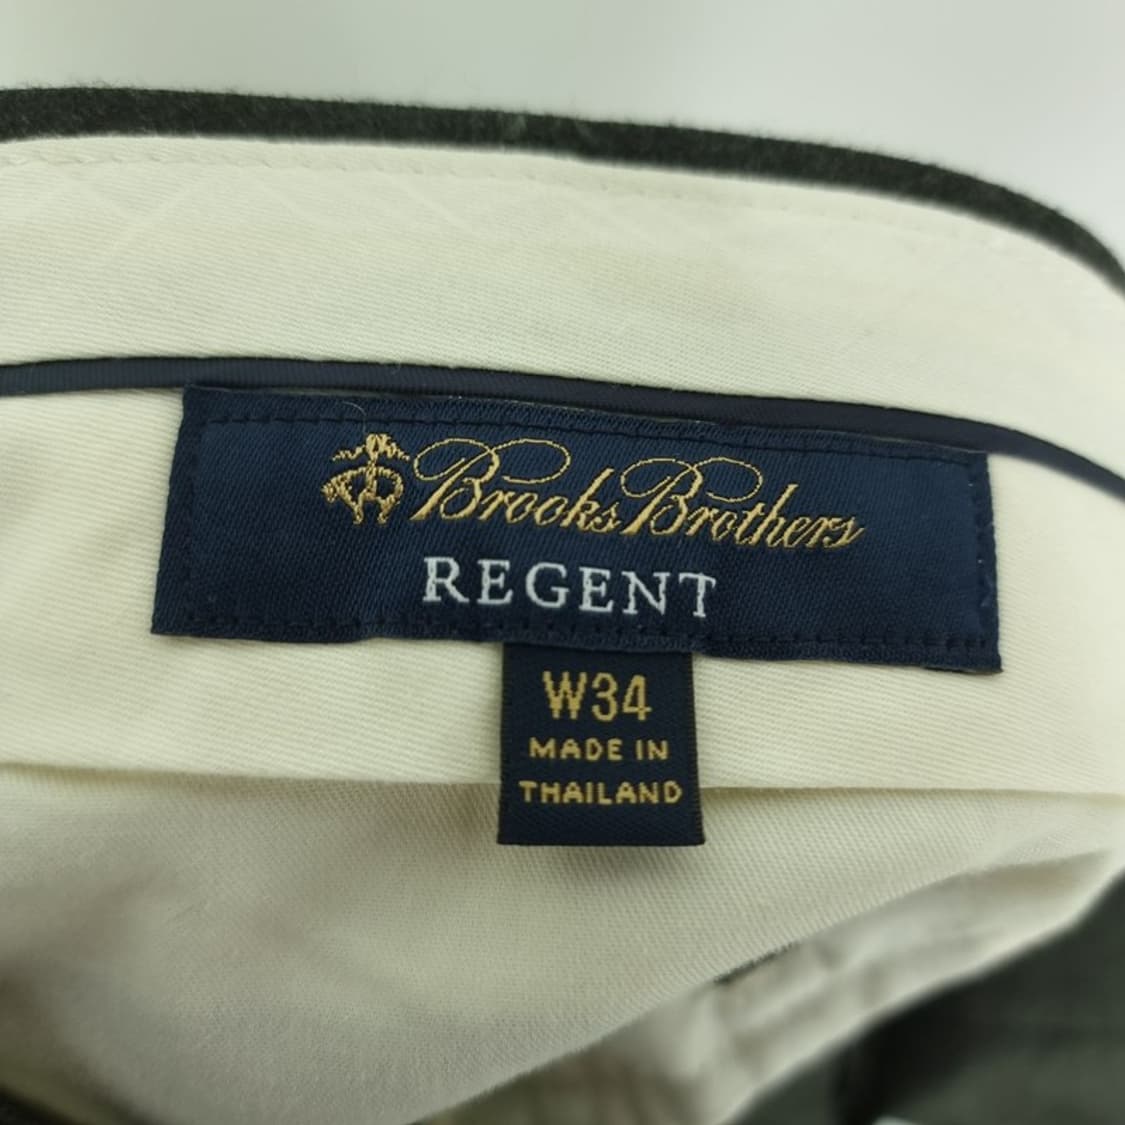 Brooks Brothers
REGENT
W34
MADE IN
THAILAND